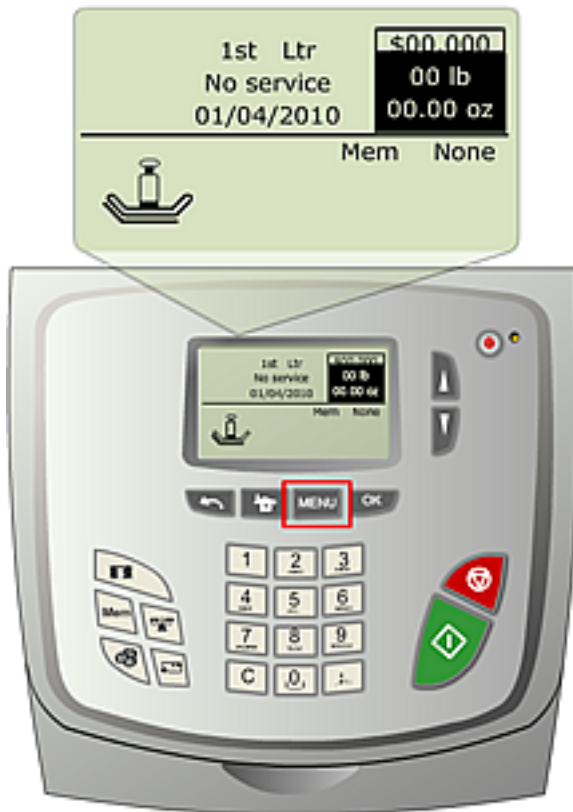 1st Ltr $00.000
No service 00 lb
01/04/2010 00.00 oz
Mem None
1st Ltr $00.000
No service 00 lb
01/04/2010 00.00 oz
Mem None
MENU OK
1 2 3
Mem 4 5 6
7 8 9
C 0